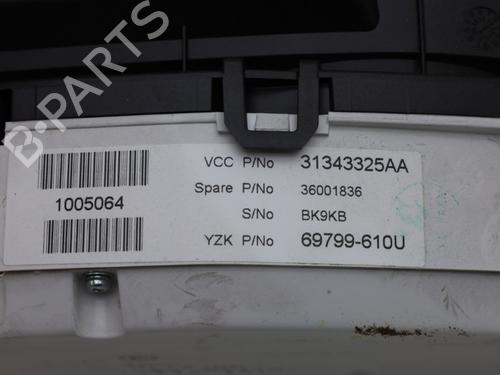 B-PARTS
VCC P/No 31343325AA
Spare P/No 36001836
1005064
S/No BK9KB
YZK P/No 69799-610U